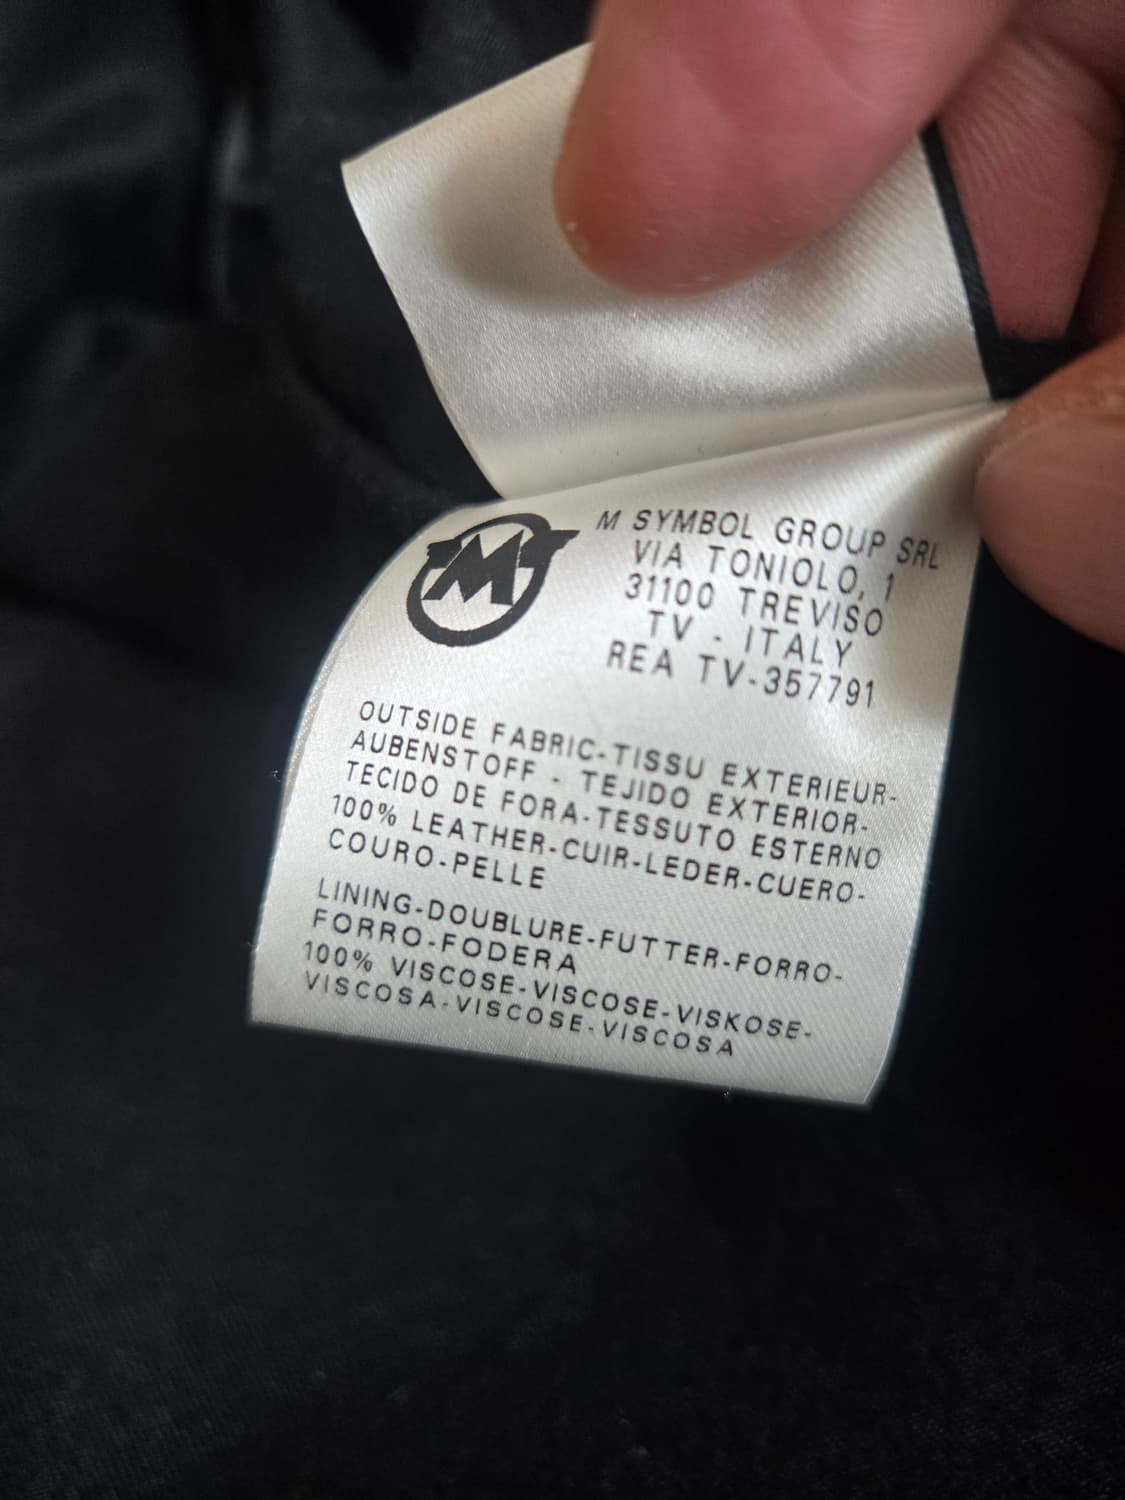 M
M SYMBOL GROUP SRL
VIA TONIOLO, 1
31100 TREVISO
TV - ITALY
REA TV-357791
OUTSIDE FABRIC-TISSU EXTERIEUR-
AUBENSTOFF - TEJIDO EXTERIOR-
TECIDO DE FORA-TESSUTO ESTERNO
100% LEATHER-CUIR-LEDER-CUERO-
COURO-PELLE
LINING-DOUBLURE-FUTTER-FORRO-
FORRO-FODERA
100% VISCOSE-VISCOSE-VISKOSE-
VISCOSA-VISCOSE-VISCOSA